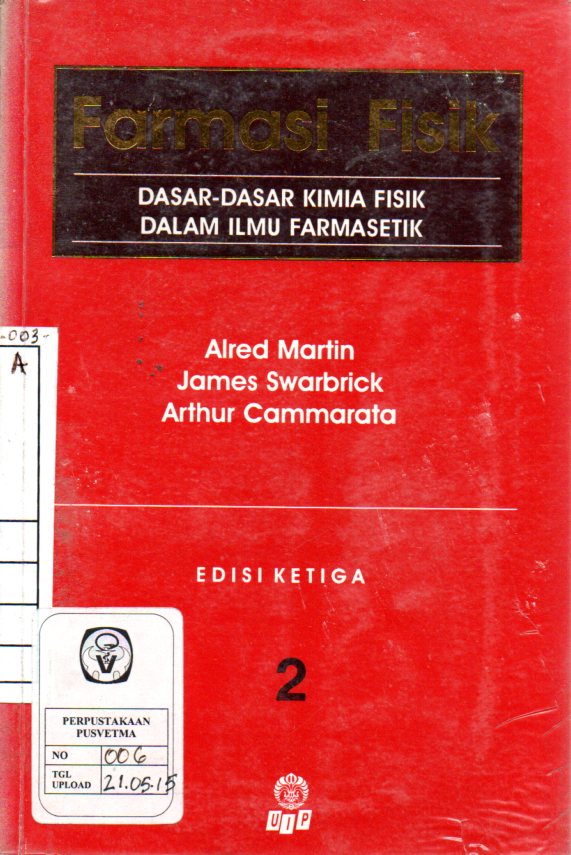 Farmasi Fisik
DASAR-DASAR KIMIA FISIK
DALAM ILMU FARMASETIK
-003-
A
Alred Martin
James Swarbrick
Arthur Cammarata
EDISI KETIGA
2
PERPUSTAKAAN
PUSVETMA
NO 006
TGL
UPLOAD 21.05.15
UIP